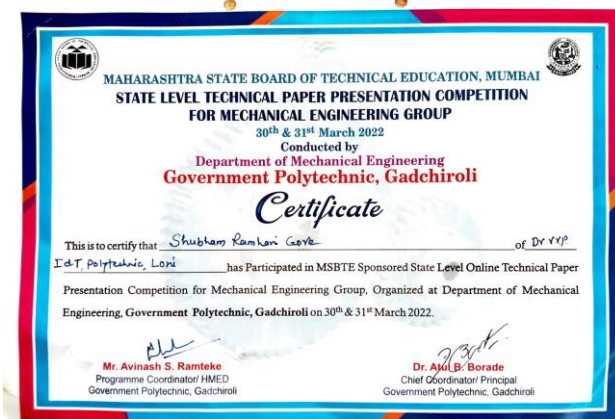 MAHARASHTRA STATE BOARD OF TECHNICAL EDUCATION, MUMBAI
STATE LEVEL TECHNICAL PAPER PRESENTATION COMPETITION
FOR MECHANICAL ENGINEERING GROUP
30th & 31st March 2022
Conducted by
Department of Mechanical Engineering
Government Polytechnic, Gadchiroli
Certificate
This is to certify that Shubham Ramhari Gore of Dr VVP
I&T, Polytechnic, Loni has Participated in MSBTE Sponsored State Level Online Technical Paper
Presentation Competition for Mechanical Engineering Group, Organized at Department of Mechanical
Engineering, Government Polytechnic, Gadchiroli on 30th & 31st March 2022.
Mr. Avinash S. Ramteke
Programme Coordinator/ HMED
Government Polytechnic, Gadchiroli
Dr. Atul B. Borade
Chief Coordinator/ Principal
Government Polytechnic, Gadchiroli